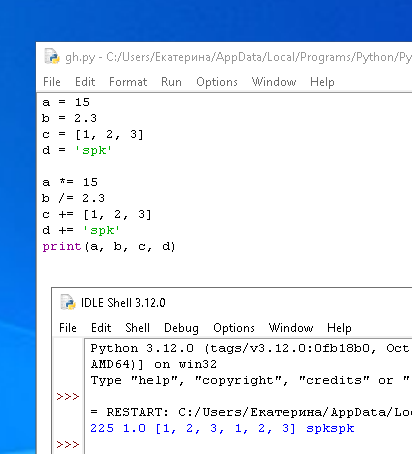 gh.py - C:/Users/Екатерина/AppData/Local/Programs/Python/Py
File Edit Format Run Options Window Help
a = 15
b = 2.3
c = [1, 2, 3]
d = 'spk'
a *= 15
b /= 2.3
c += [1, 2, 3]
d += 'spk'
print(a, b, c, d)
IDLE Shell 3.12.0
File Edit Shell Debug Options Window Help
Python 3.12.0 (tags/v3.12.0:0fb18b0, Oct
AMD64)] on win32
Type "help", "copyright", "credits" or "
>>>
= RESTART: C:/Users/Екатерина/AppData/Loc
225 1.0 [1, 2, 3, 1, 2, 3] spkspk
>>>